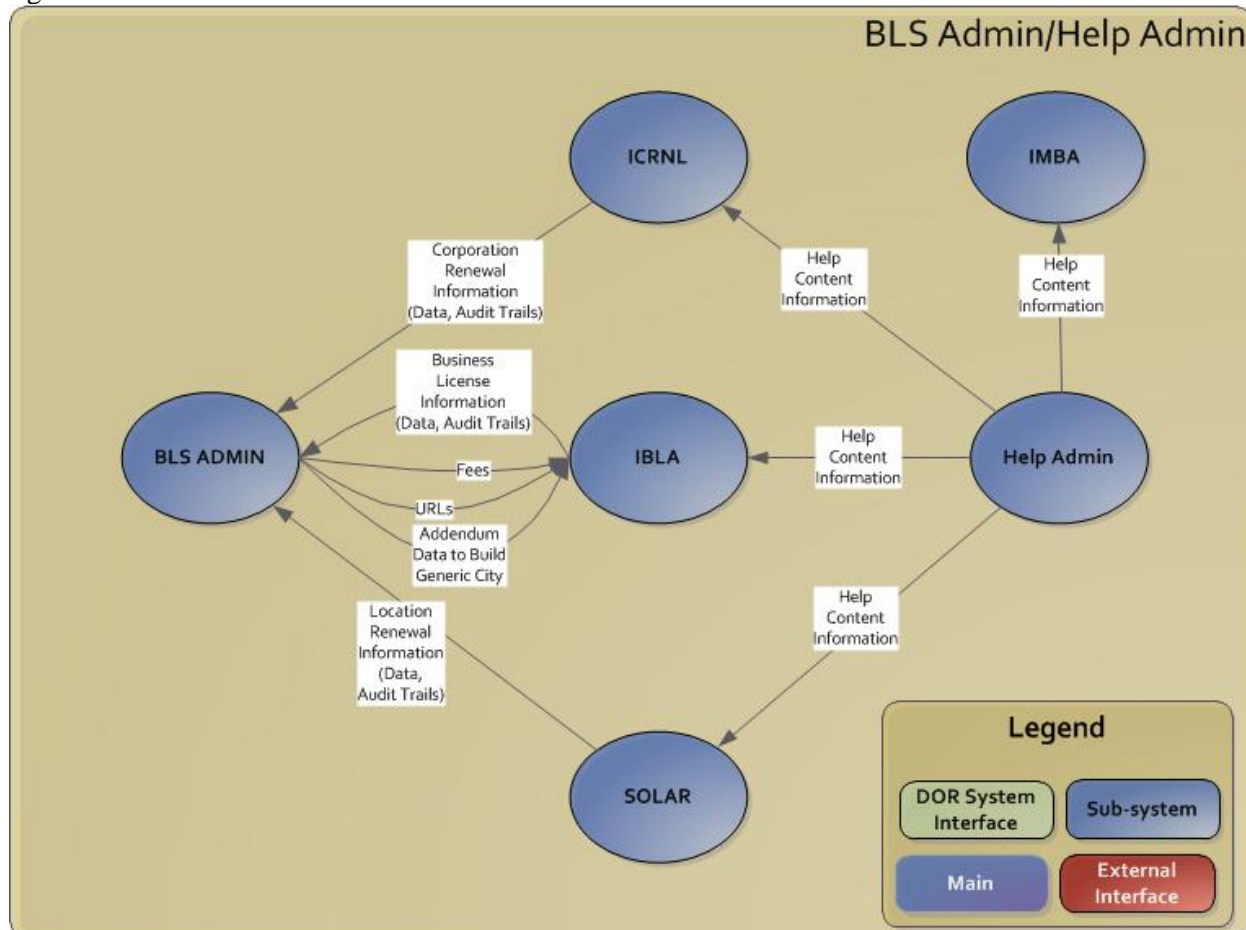 BLS Admin/Help Admin
ICRNL
IMBA
Corporation
Renewal
Information
(Data, Audit Trails)
Help
Content
Information
Help
Content
Information
Business
License
Information
(Data, Audit Trails)
BLS ADMIN
IBLA
Help
Content
Information
Help Admin
Fees
URLs
Addendum
Data to Build
Generic City
Location
Renewal
Information
(Data,
Audit Trails)
Help
Content
Information
SOLAR
Legend
DOR System
Interface
Sub-system
Main
External
Interface